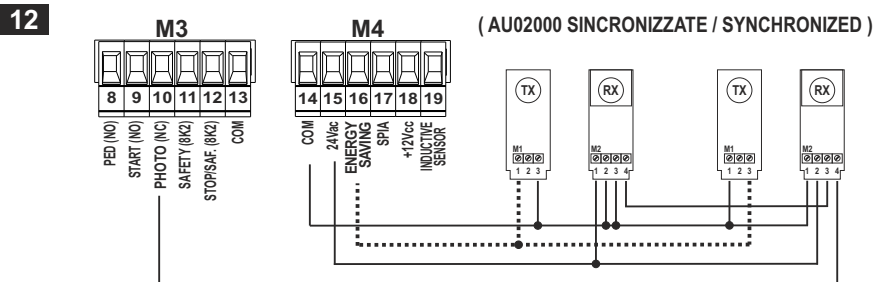 12
M3
M4
( AU02000 SINCRONIZZATE / SYNCHRONIZED )
TX
RX
TX
RX
8 9 10 11 12 13
14 15 16 17 18 19
PED (NO)
START (NO)
PHOTO (NC)
SAFETY (8K2)
STOP/SAF. (8K2)
COM
COM
24Vac
ENERGY
SAVING
SPIA
+12Vcc
INDUCTIVE
SENSOR
M1
1 2 3
M2
1 2 3 4
M1
1 2 3
M2
1 2 3 4